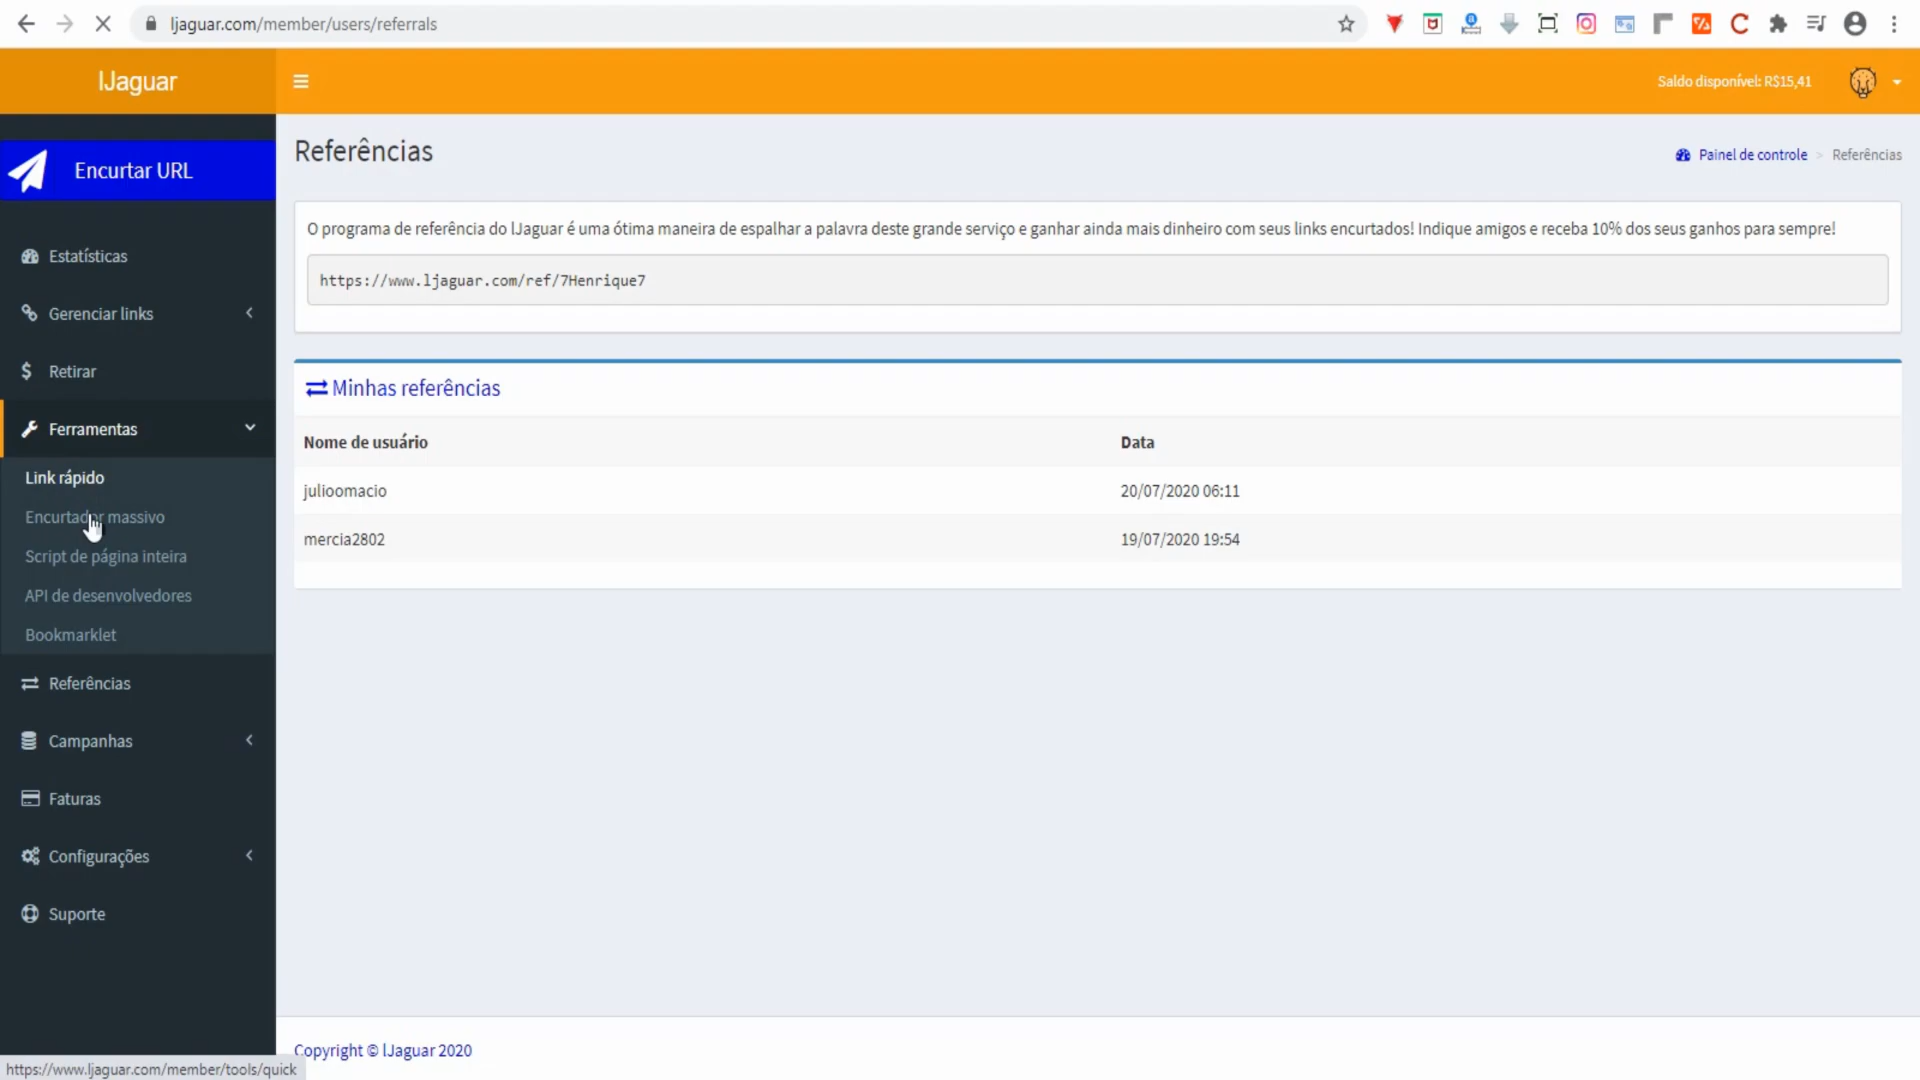 ljaguar.com/member/users/referrals
lJaguar
Saldo disponível: R$15,41
Encurtar URL
Estatísticas
Gerenciar links
Retirar
Ferramentas
Link rápido
Encurtador massivo
Script de página inteira
API de desenvolvedores
Bookmarklet
Referências
Campanhas
Faturas
Configurações
Suporte
Referências
Painel de controle > Referências
O programa de referência do lJaguar é uma ótima maneira de espalhar a palavra deste grande serviço e ganhar ainda mais dinheiro com seus links encurtados! Indique amigos e receba 10% dos seus ganhos para sempre!
https://www.ljaguar.com/ref/7Henrique7
Minhas referências
Nome de usuário Data
julioomacio 20/07/2020 06:11
mercia2802 19/07/2020 19:54
Copyright © lJaguar 2020
https://www.ljaguar.com/member/tools/quick